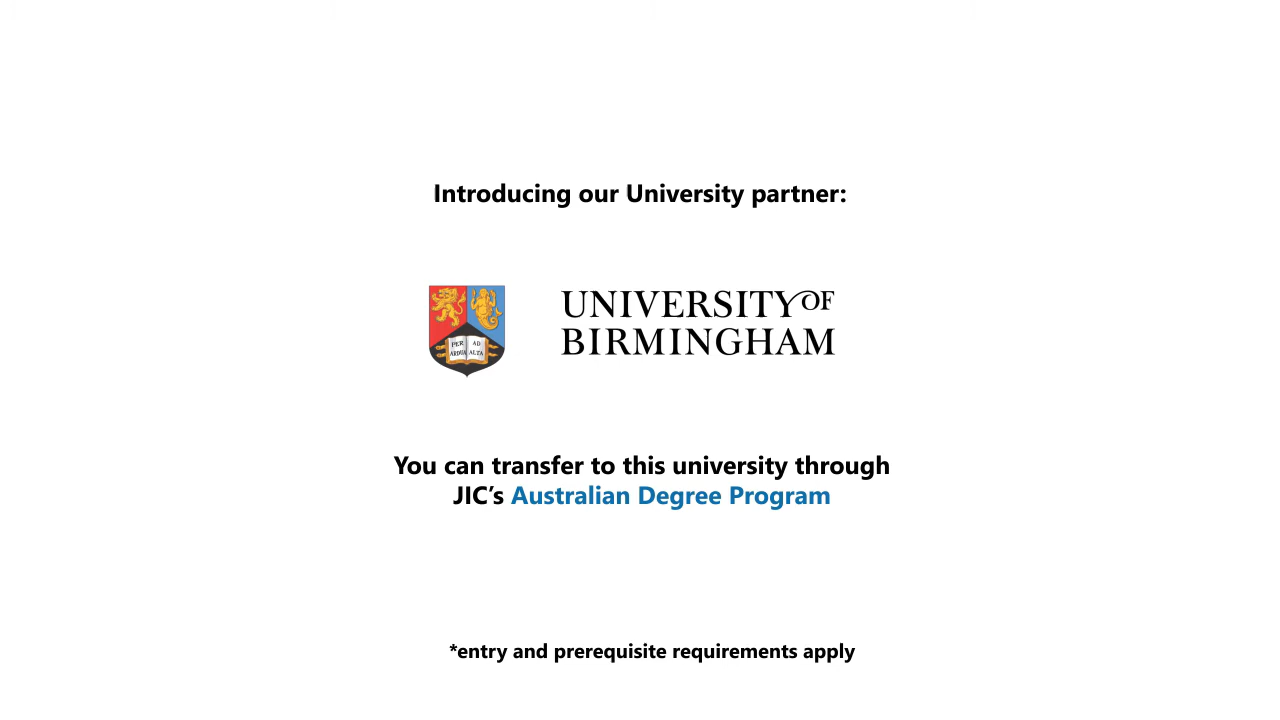 Introducing our University partner:
PER AD
ARDUA ALTA
UNIVERSITY OF
BIRMINGHAM
You can transfer to this university through
JIC’s Australian Degree Program
*entry and prerequisite requirements apply